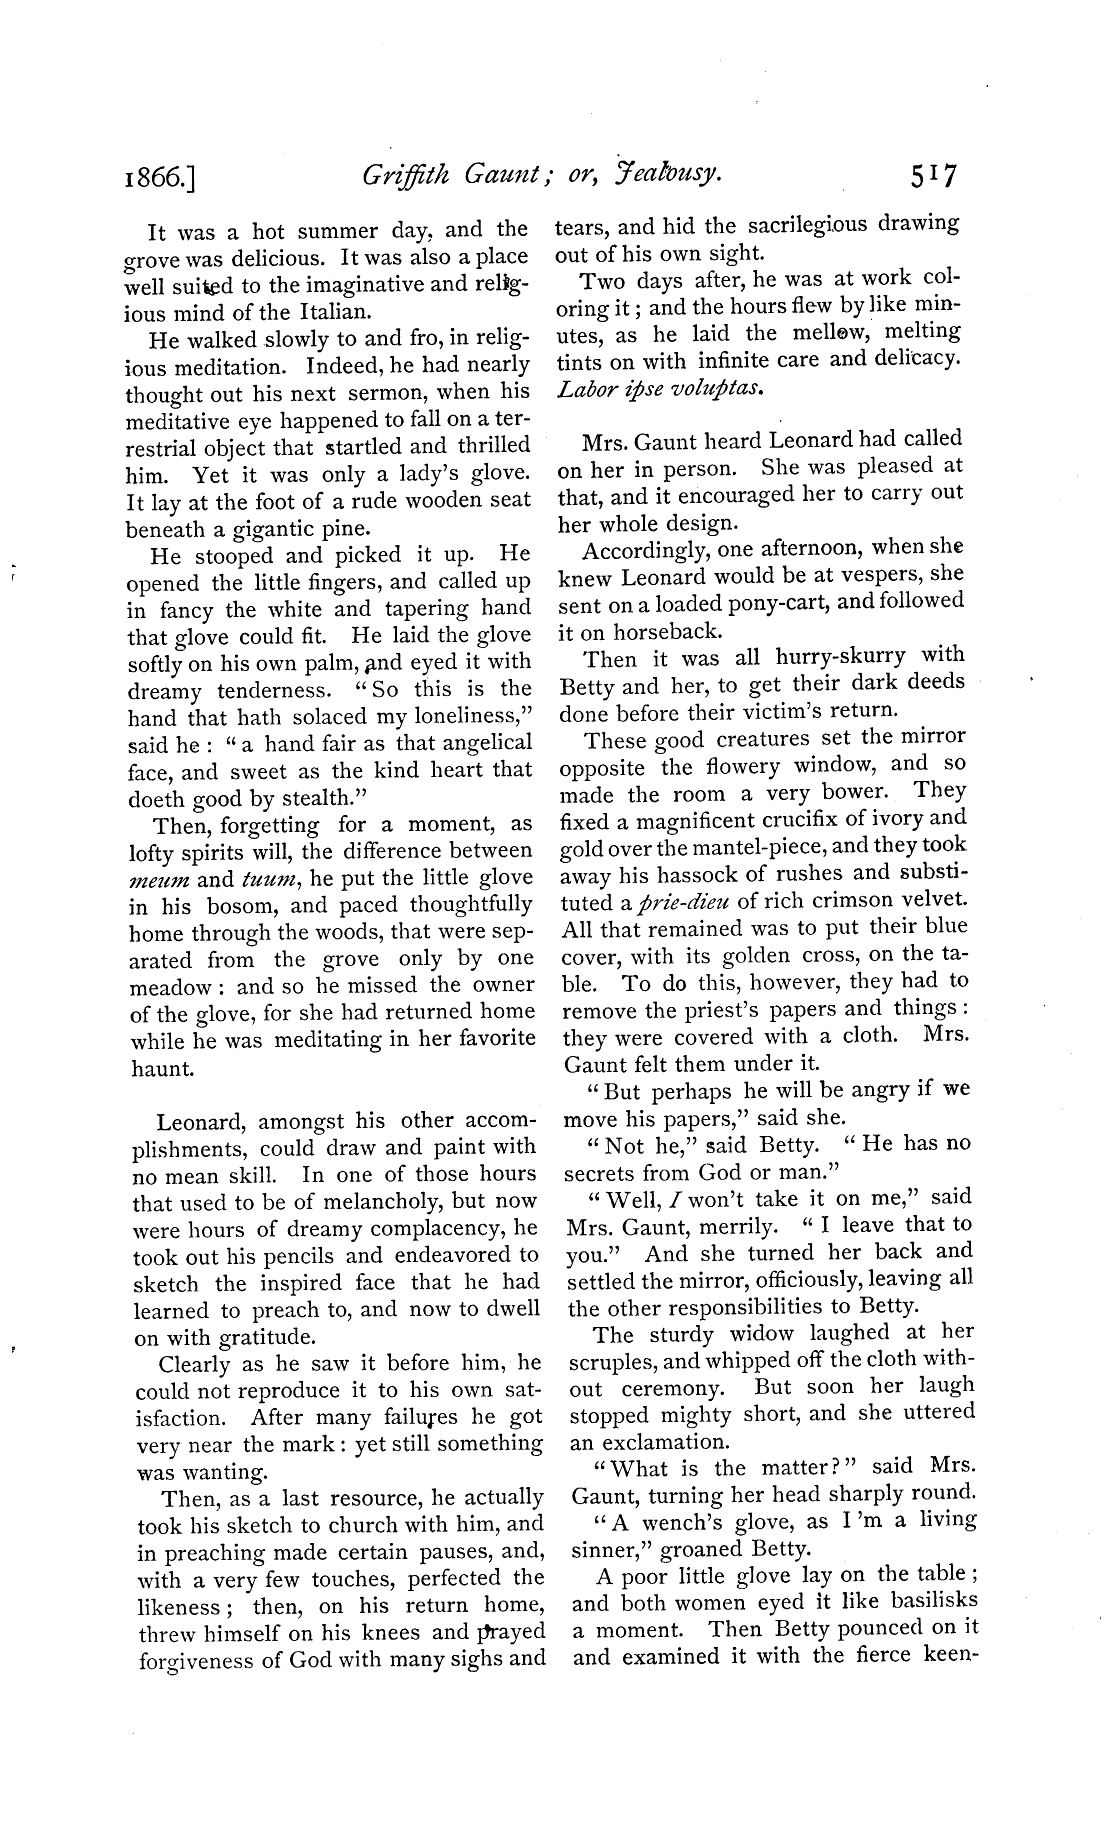 1866.] Griffith Gaunt; or, Jealousy. 517
It was a hot summer day, and the
grove was delicious. It was also a place
well suited to the imaginative and relig-
ious mind of the Italian.
He walked slowly to and fro, in relig-
ious meditation. Indeed, he had nearly
thought out his next sermon, when his
meditative eye happened to fall on a ter-
restrial object that startled and thrilled
him. Yet it was only a lady's glove.
It lay at the foot of a rude wooden seat
beneath a gigantic pine.
He stooped and picked it up. He
opened the little fingers, and called up
in fancy the white and tapering hand
that glove could fit. He laid the glove
softly on his own palm, and eyed it with
dreamy tenderness. "So this is the
hand that hath solaced my loneliness,"
said he: "a hand fair as that angelical
face, and sweet as the kind heart that
doeth good by stealth."
Then, forgetting for a moment, as
lofty spirits will, the difference between
meum and tuum, he put the little glove
in his bosom, and paced thoughtfully
home through the woods, that were sep-
arated from the grove only by one
meadow: and so he missed the owner
of the glove, for she had returned home
while he was meditating in her favorite
haunt.
Leonard, amongst his other accom-
plishments, could draw and paint with
no mean skill. In one of those hours
that used to be of melancholy, but now
were hours of dreamy complacency, he
took out his pencils and endeavored to
sketch the inspired face that he had
learned to preach to, and now to dwell
on with gratitude.
Clearly as he saw it before him, he
could not reproduce it to his own sat-
isfaction. After many failures he got
very near the mark: yet still something
was wanting.
Then, as a last resource, he actually
took his sketch to church with him, and
in preaching made certain pauses, and,
with a very few touches, perfected the
likeness; then, on his return home,
threw himself on his knees and prayed
forgiveness of God with many sighs and
tears, and hid the sacrilegious drawing
out of his own sight.
Two days after, he was at work col-
oring it; and the hours flew by like min-
utes, as he laid the mellow, melting
tints on with infinite care and delicacy.
Labor ipse voluptas.
Mrs. Gaunt heard Leonard had called
on her in person. She was pleased at
that, and it encouraged her to carry out
her whole design.
Accordingly, one afternoon, when she
knew Leonard would be at vespers, she
sent on a loaded pony-cart, and followed
it on horseback.
Then it was all hurry-skurry with
Betty and her, to get their dark deeds
done before their victim's return.
These good creatures set the mirror
opposite the flowery window, and so
made the room a very bower. They
fixed a magnificent crucifix of ivory and
gold over the mantel-piece, and they took
away his hassock of rushes and substi-
tuted a prie-dieu of rich crimson velvet.
All that remained was to put their blue
cover, with its golden cross, on the ta-
ble. To do this, however, they had to
remove the priest's papers and things:
they were covered with a cloth. Mrs.
Gaunt felt them under it.
"But perhaps he will be angry if we
move his papers," said she.
"Not he," said Betty. "He has no
secrets from God or man."
"Well, I won't take it on me," said
Mrs. Gaunt, merrily. "I leave that to
you." And she turned her back and
settled the mirror, officiously, leaving all
the other responsibilities to Betty.
The sturdy widow laughed at her
scruples, and whipped off the cloth with-
out ceremony. But soon her laugh
stopped mighty short, and she uttered
an exclamation.
"What is the matter?" said Mrs.
Gaunt, turning her head sharply round.
"A wench's glove, as I 'm a living
sinner," groaned Betty.
A poor little glove lay on the table;
and both women eyed it like basilisks
a moment. Then Betty pounced on it
and examined it with the fierce keen-